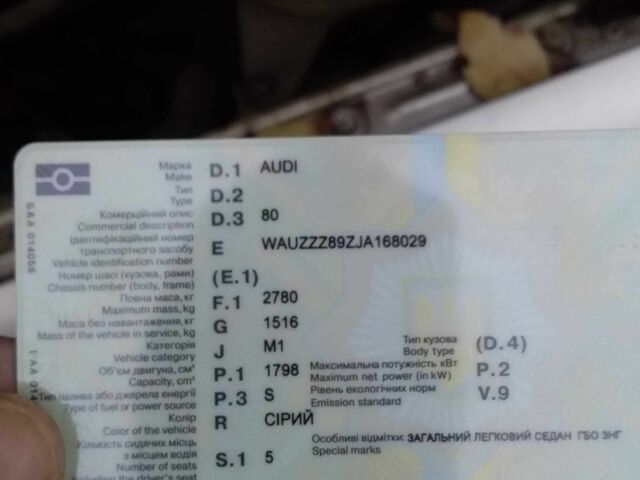 Марка D.1 AUDI
Make
Тип D.2
Type
Комерційний опис D.3 80
Commercial description
Ідентифікаційний номер
транспортного засобу E WAUZZZ89ZJA168029
Vehicle identification number
Номер шасі (кузова, рами) (E.1)
Chassis number (body, frame)
Повна маса, кг F.1 2780
Maximum mass, kg
Маса без навантаження, кг G 1516
Mass of the vehicle in service, kg
Категорія J M1 Тип кузова (D.4)
Vehicle category Body type
Об'єм двигуна, см³ P.1 1798 Максимальна потужність кВт P.2
Capacity, cm³ Maximum net power (in kW)
Тип палива або джерела енергії P.3 S Рівень екологічних норм V.9
Type of fuel or power source Emission standard
Колір R СІРИЙ
Color of the vehicle
Кількість сидячих місць Особливі відмітки: ЗАГАЛЬНИЙ ЛЕГКОВИЙ СЕДАН ГБО ЗНГ
з місцем водія S.1 5 Special marks
Number of seats
including the driver's seat
ЕАА 014056